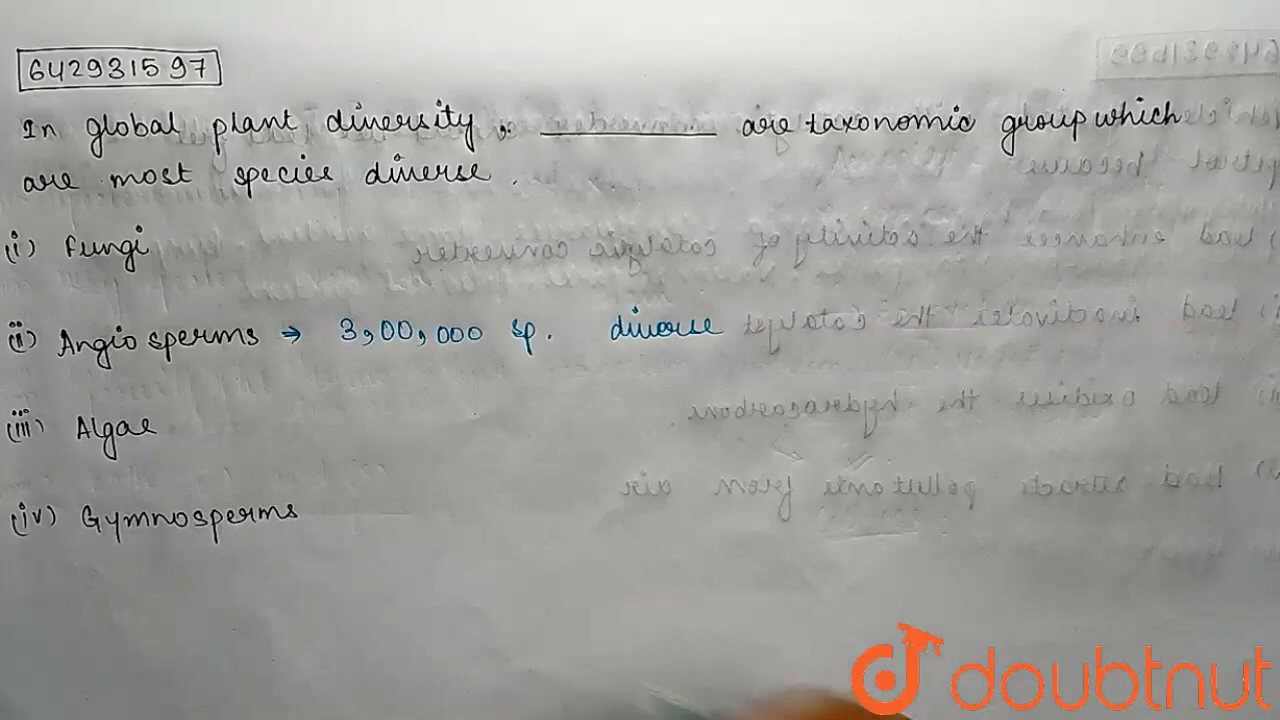 6429315 97
In global plant diversity, ________ are taxonomic group which
are most species diverse.
(i) Fungi
(ii) Angiosperms → 3,00,000 sp. diverse
(iii) Algae
(iv) Gymnosperms
doubtnut